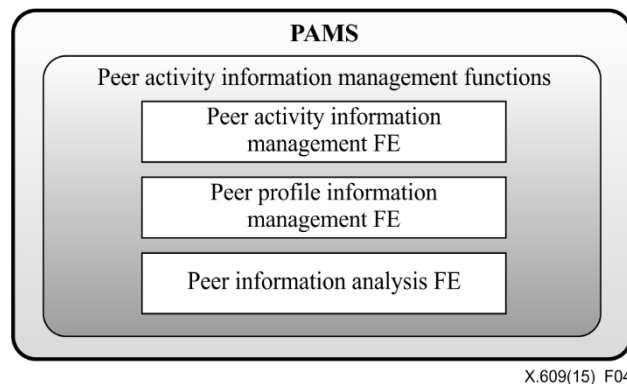 PAMS
Peer activity information management functions
Peer activity information
management FE
Peer profile information
management FE
Peer information analysis FE
X.609(15)_F04